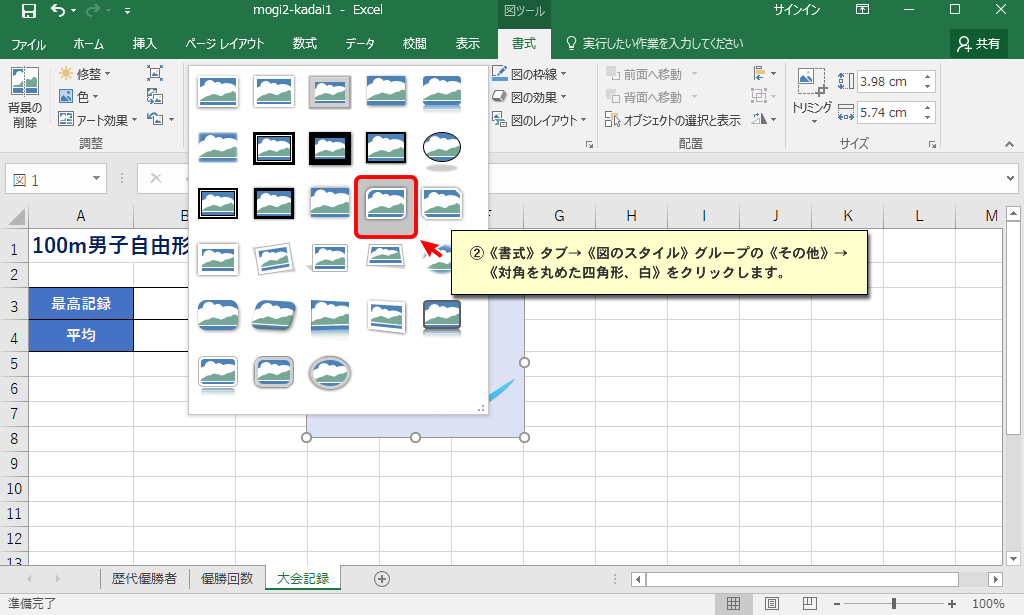 mogi2-kadai1 - Excel
図ツール
サインイン
ファイル ホーム 挿入 ページ レイアウト 数式 データ 校閲 表示 書式 実行したい作業を入力してください 共有
背景の
削除
修整
色
アート効果
調整
図の枠線
図の効果
図のレイアウト
前面へ移動
背面へ移動
オブジェクトの選択と表示
配置
トリミング
3.98 cm
5.74 cm
サイズ
図 1
A B F G H I J K L M
1 100m男子自由形
2
3 最高記録
4 平均
5
6
7
8
9
10
11
12
13
②《書式》タブ→《図のスタイル》グループの《その他》→
《対角を丸めた四角形、白》をクリックします。
歴代優勝者 優勝回数 大会記録
準備完了
100%